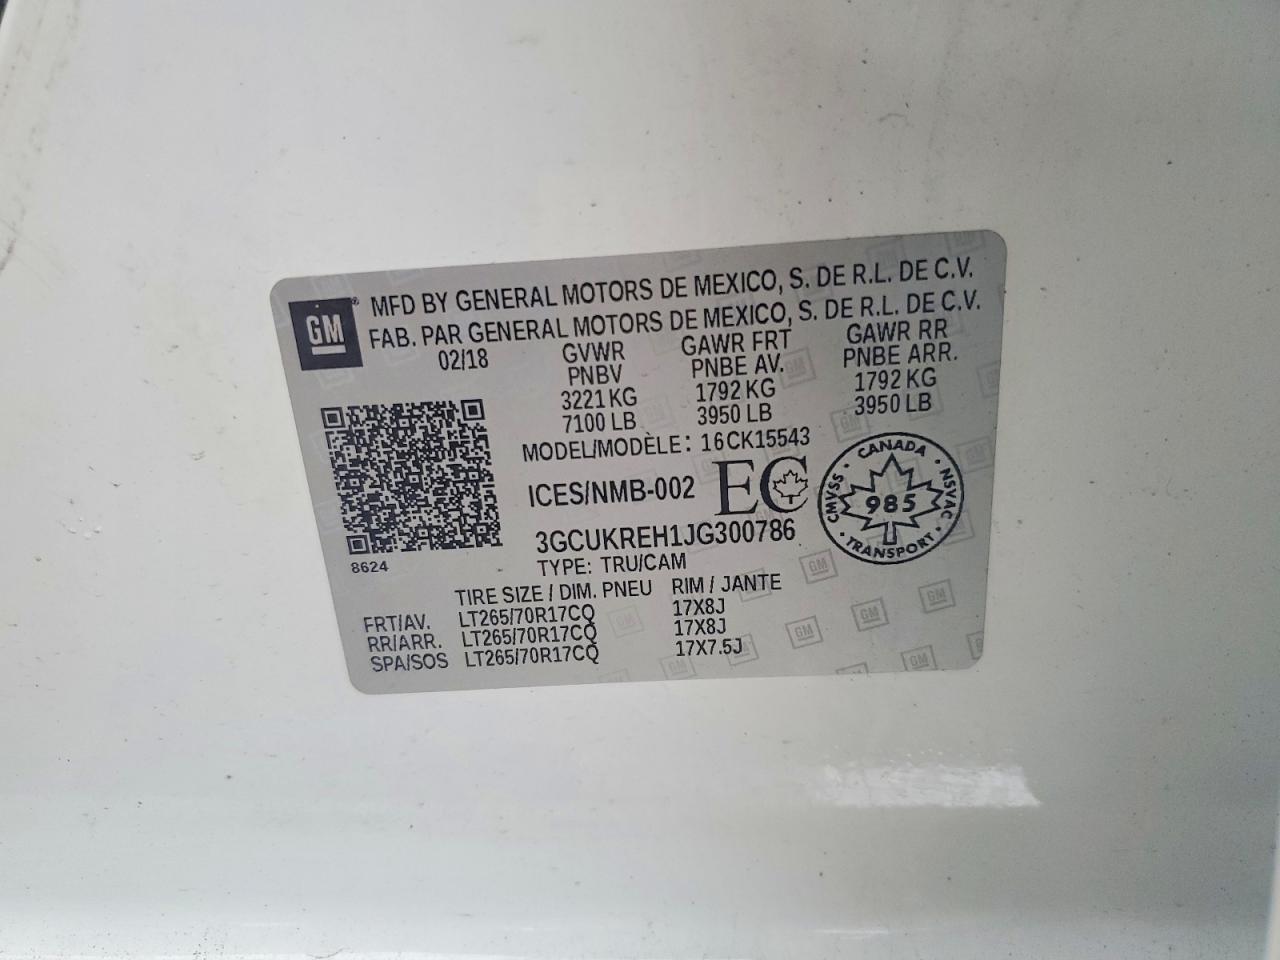 GM
MFD BY GENERAL MOTORS DE MEXICO, S. DE R.L. DE C.V.
FAB. PAR GENERAL MOTORS DE MEXICO, S. DE R.L. DE C.V.
02/18 GVWR GAWR FRT GAWR RR
PNBV PNBE AV. PNBE ARR.
3221 KG 1792 KG 1792 KG
7100 LB 3950 LB 3950 LB
MODEL/MODÈLE: 16CK15543
ICES/NMB-002 EC
CANADA
CMVSS 985 NSVAC
TRANSPORT
3GCUKREH1JG300786
8624 TYPE: TRU/CAM
TIRE SIZE / DIM. PNEU RIM / JANTE
FRT/AV. LT265/70R17CQ 17X8J
RR/ARR. LT265/70R17CQ 17X8J
SPA/SOS LT265/70R17CQ 17X7.5J